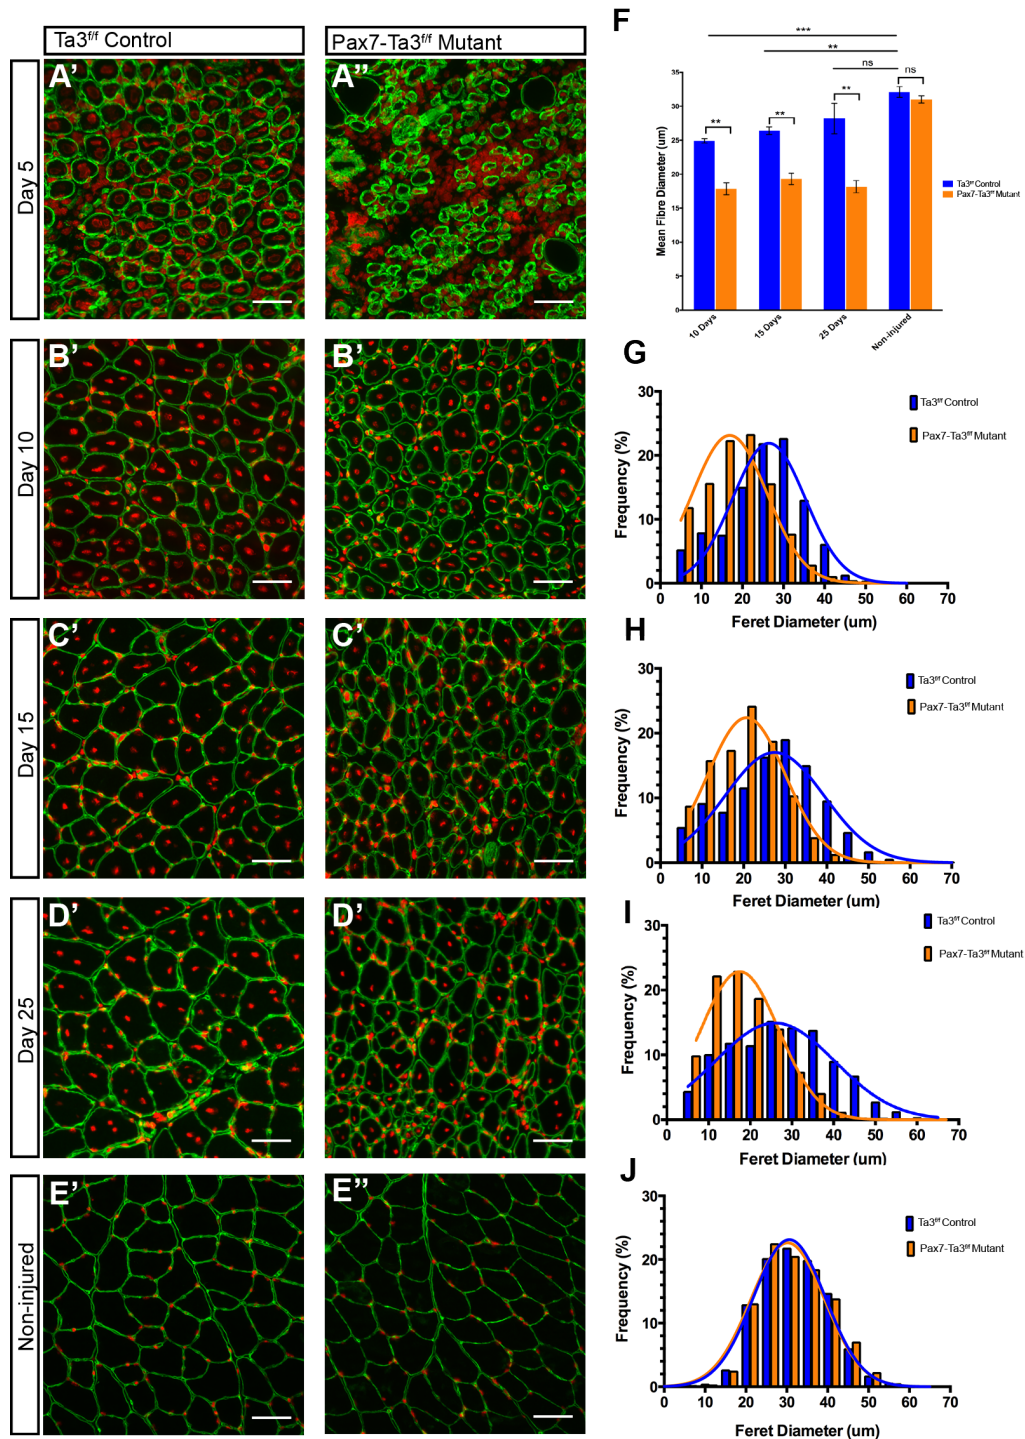 Ta3f/f Control
Pax7-Ta3f/f Mutant
Day 5
A’
A’’
Day 10
B’
B’
Day 15
C’
C’
Day 25
D’
D’
Non-injured
E’
E’’
F
***
**
ns
ns
**
**
**
Mean Fibre Diameter (um)
35
30
25
20
15
10
5
0
10 Days
15 Days
25 Days
Non-injured
Ta3f/f Control
Pax7-Ta3f/f Mutant
G
Frequency (%)
30
20
10
0
0 10 20 30 40 50 60 70
Feret Diameter (um)
Ta3f/f Control
Pax7-Ta3f/f Mutant
H
Frequency (%)
30
20
10
0
0 10 20 30 40 50 60 70
Feret Diameter (um)
Ta3f/f Control
Pax7-Ta3f/f Mutant
I
Frequency (%)
30
20
10
0
0 10 20 30 40 50 60 70
Feret Diameter (um)
Ta3f/f Control
Pax7-Ta3f/f Mutant
J
Frequency (%)
30
20
10
0
0 10 20 30 40 50 60 70
Feret Diameter (um)
Ta3f/f Control
Pax7-Ta3f/f Mutant